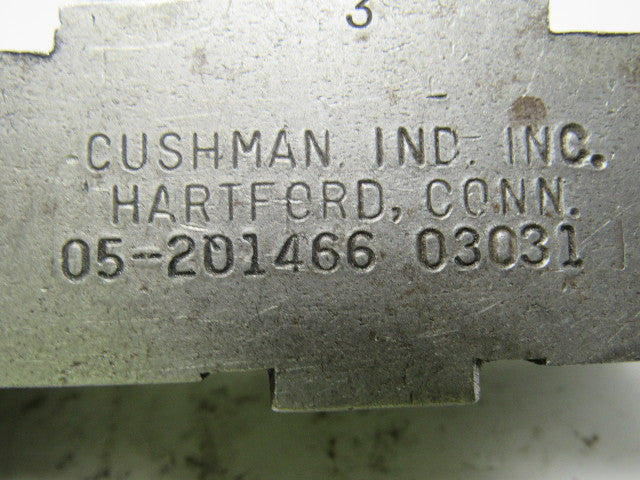 3
CUSHMAN. IND. INC.
HARTFORD, CONN.
05-201466 03031